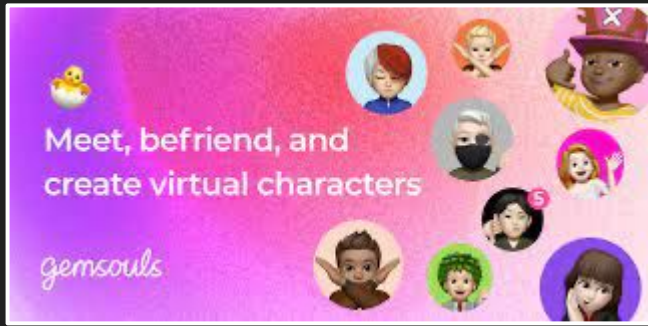 Meet, befriend, and
create virtual characters
gemsouls
5